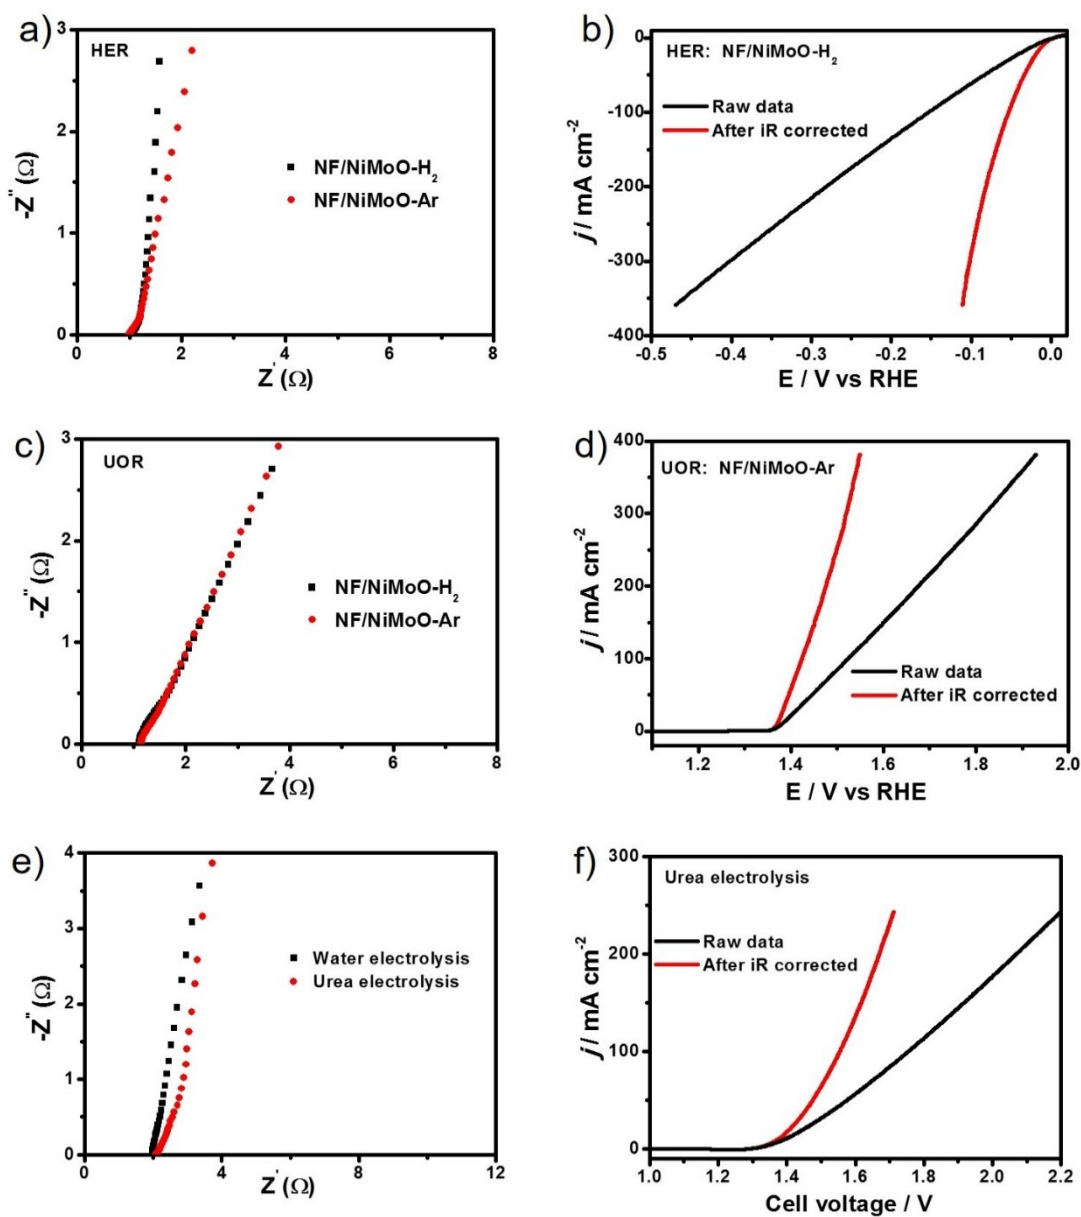 a)
HER
NF/NiMoO-H₂
NF/NiMoO-Ar
-Z'' (Ω)
3
2
1
0
0 2 4 6 8
Z' (Ω)
b)
HER: NF/NiMoO-H₂
Raw data
After iR corrected
j / mA cm⁻²
0
-100
-200
-300
-400
-0.5 -0.4 -0.3 -0.2 -0.1 0.0
E / V vs RHE
c)
UOR
NF/NiMoO-H₂
NF/NiMoO-Ar
-Z'' (Ω)
3
2
1
0
0 2 4 6 8
Z' (Ω)
d)
UOR: NF/NiMoO-Ar
Raw data
After iR corrected
j / mA cm⁻²
400
300
200
100
0
1.2 1.4 1.6 1.8 2.0
E / V vs RHE
e)
Water electrolysis
Urea electrolysis
-Z'' (Ω)
4
3
2
1
0
0 4 8 12
Z' (Ω)
f)
Urea electrolysis
Raw data
After iR corrected
j / mA cm⁻²
300
200
100
0
1.0 1.2 1.4 1.6 1.8 2.0 2.2
Cell voltage / V